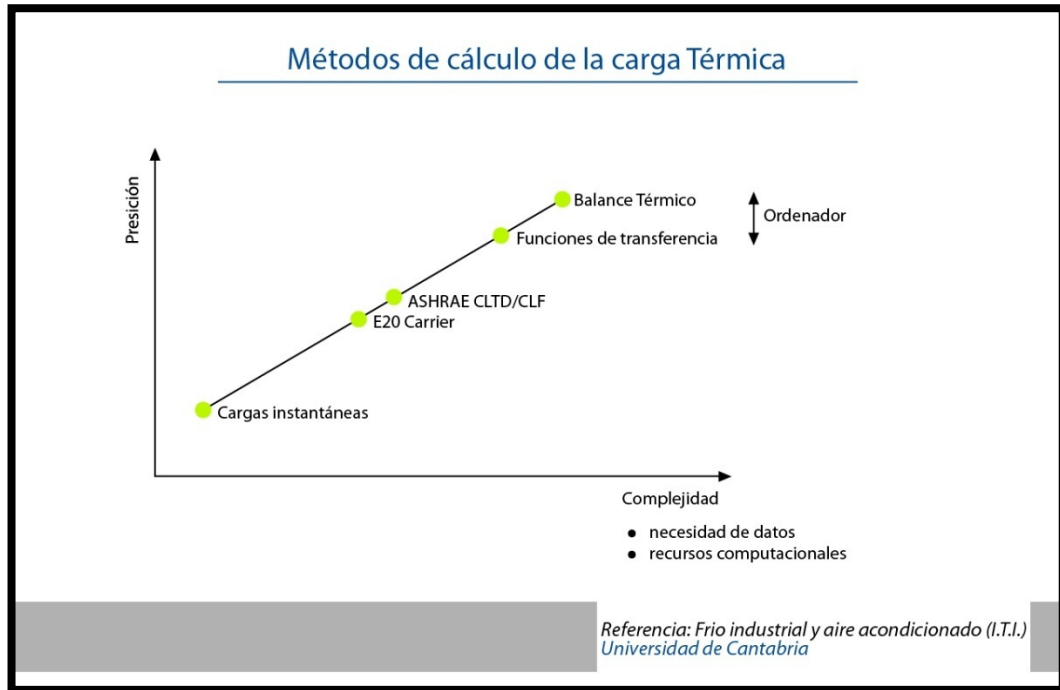 Métodos de cálculo de la carga Térmica
Presición
Balance Térmico
Ordenador
Funciones de transferencia
ASHRAE CLTD/CLF
E20 Carrier
Cargas instantáneas
Complejidad
• necesidad de datos
• recursos computacionales
Referencia: Frio industrial y aire acondicionado (I.T.I.)
Universidad de Cantabria